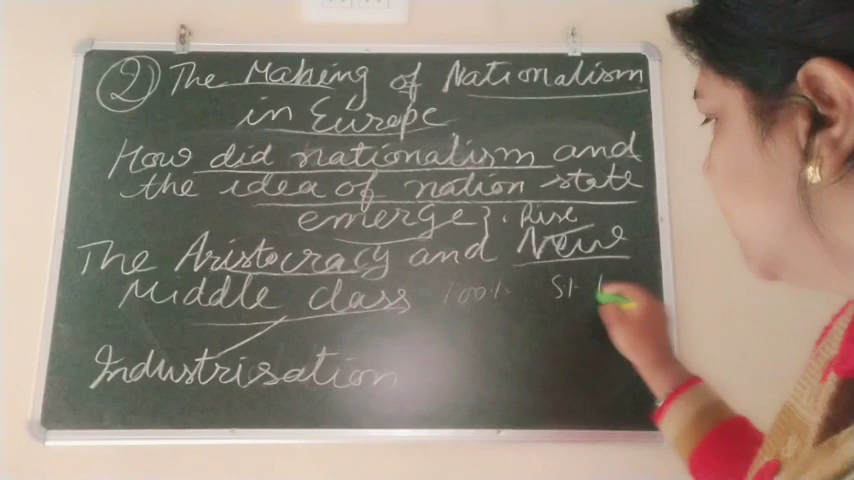 ② The Making of Nationalism
in Europe
How did nationalism and
the idea of nation state
emerge }. Rise
The Aristocracy and New
Middle class 100%
Industrisation